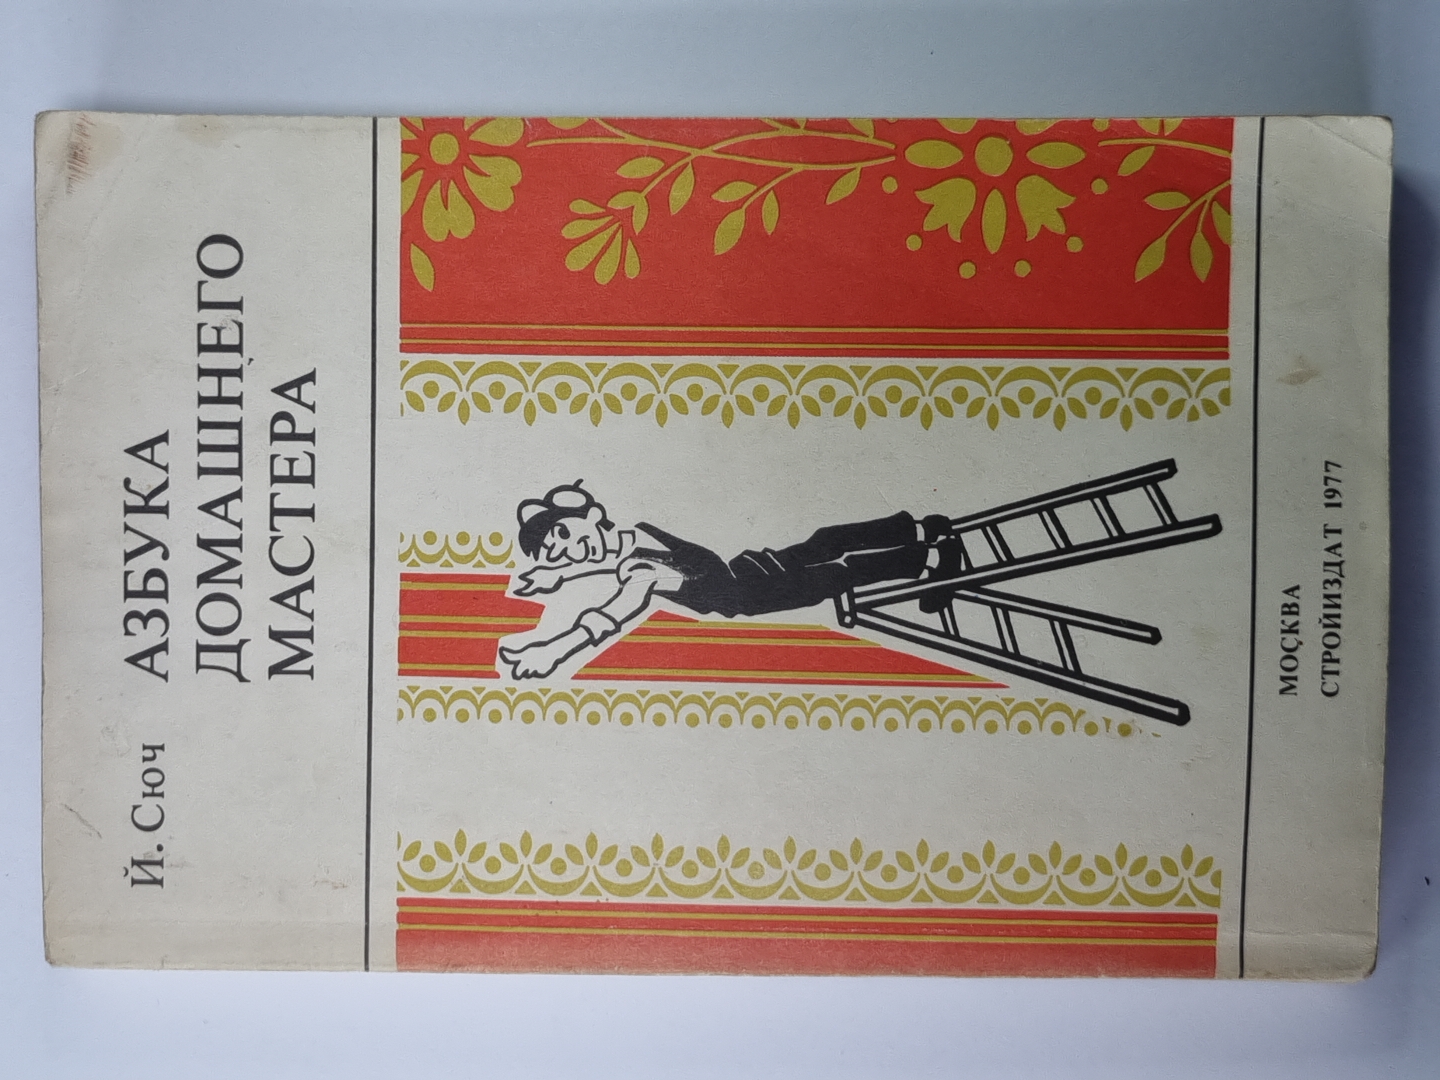 Й. Сюч АЗБУКА
ДОМАШНЕГО
МАСТЕРА
МОСКВА
СТРОЙИЗДАТ 1977